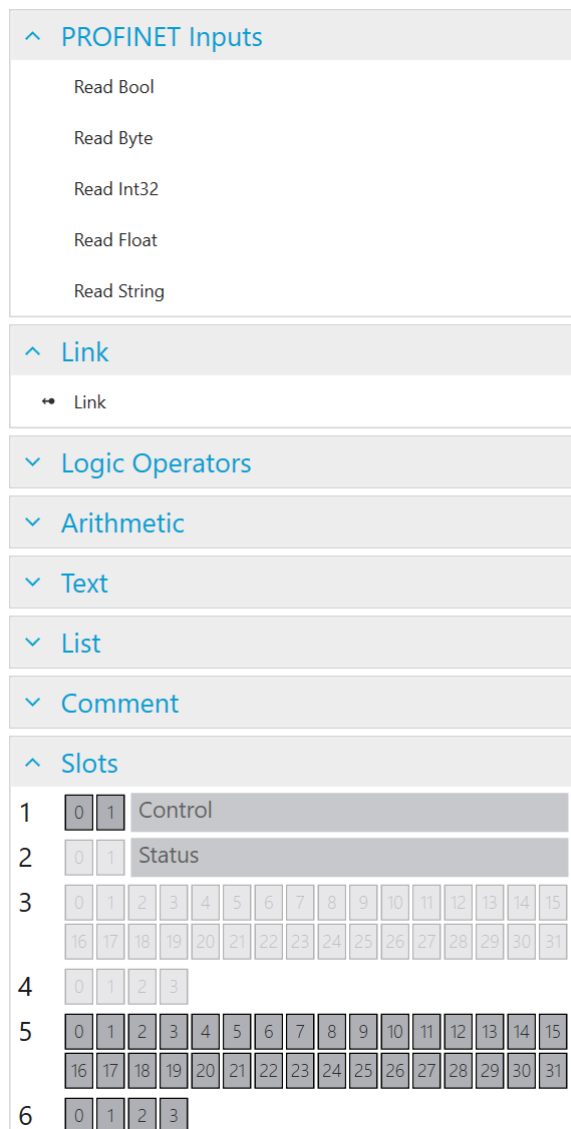 PROFINET Inputs
Read Bool
Read Byte
Read Int32
Read Float
Read String
Link
Link
Logic Operators
Arithmetic
Text
List
Comment
Slots
1 0 1 Control
2 0 1 Status
3 0 1 2 3 4 5 6 7 8 9 10 11 12 13 14 15
16 17 18 19 20 21 22 23 24 25 26 27 28 29 30 31
4 0 1 2 3
5 0 1 2 3 4 5 6 7 8 9 10 11 12 13 14 15
16 17 18 19 20 21 22 23 24 25 26 27 28 29 30 31
6 0 1 2 3